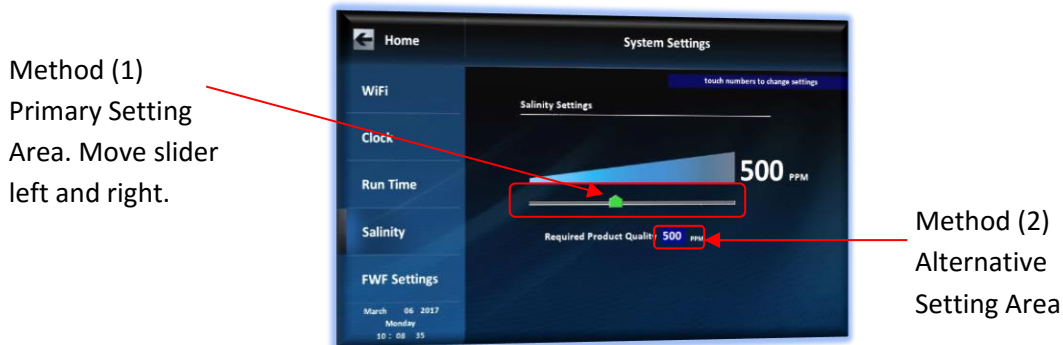 Method (1)
Primary Setting
Area. Move slider
left and right.
Home
System Settings
touch numbers to change settings
WiFi
Clock
Run Time
Salinity
FWF Settings
March 06 2017
Monday
10 : 08 35
Salinity Settings
500 PPM
Required Product Quality 500 PPM
Method (2)
Alternative
Setting Area